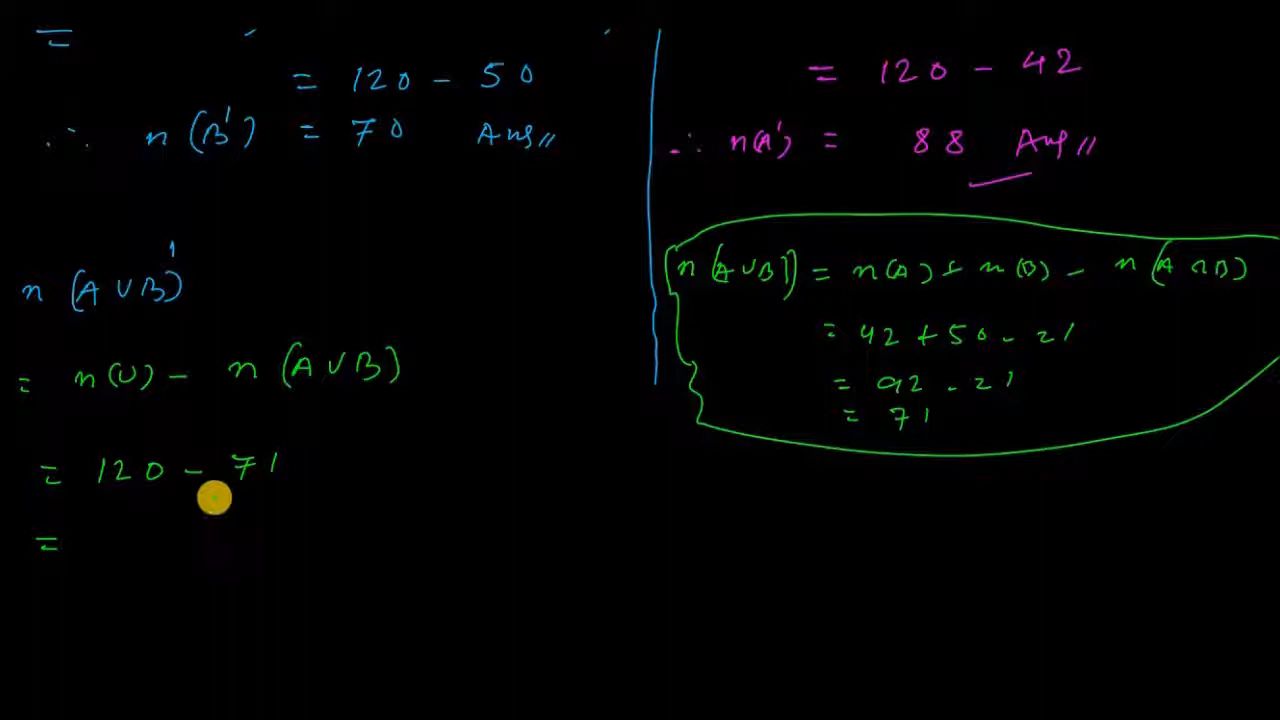 =
= 120 - 50
∴ n(B') = 70 Ans//
n(A∪B)'
= n(U) - n(A∪B)
= 120 - 71
=
= 120 - 42
∴ n(A') = 88 Ans//
n(A∪B) = n(A) + n(B) - n(A∩B)
= 42 + 50 - 21
= 92 - 21
= 71